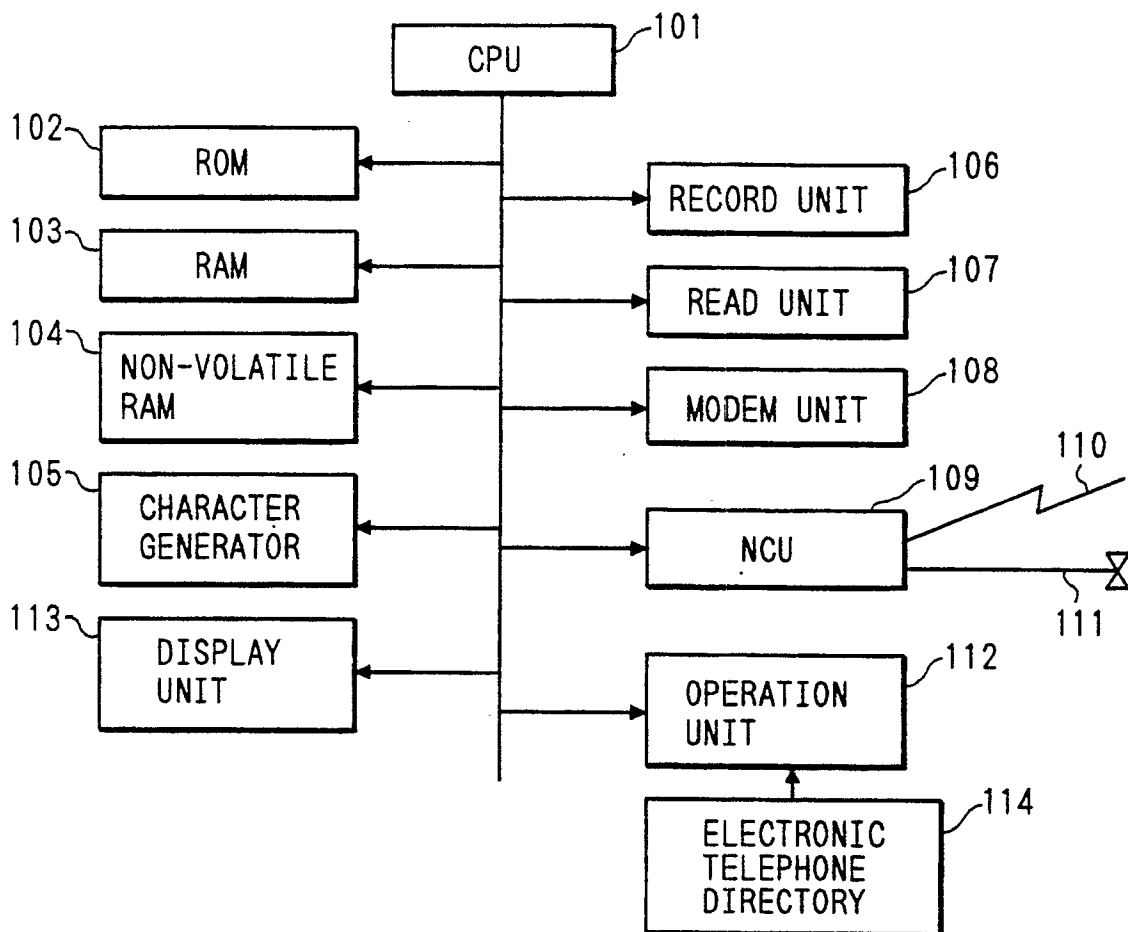 101
CPU
102
ROM
106
RECORD UNIT
103
RAM
107
READ UNIT
104
NON-VOLATILE
RAM
108
MODEM UNIT
105
CHARACTER
GENERATOR
109
110
NCU
111
113
DISPLAY
UNIT
112
OPERATION
UNIT
114
ELECTRONIC
TELEPHONE
DIRECTORY